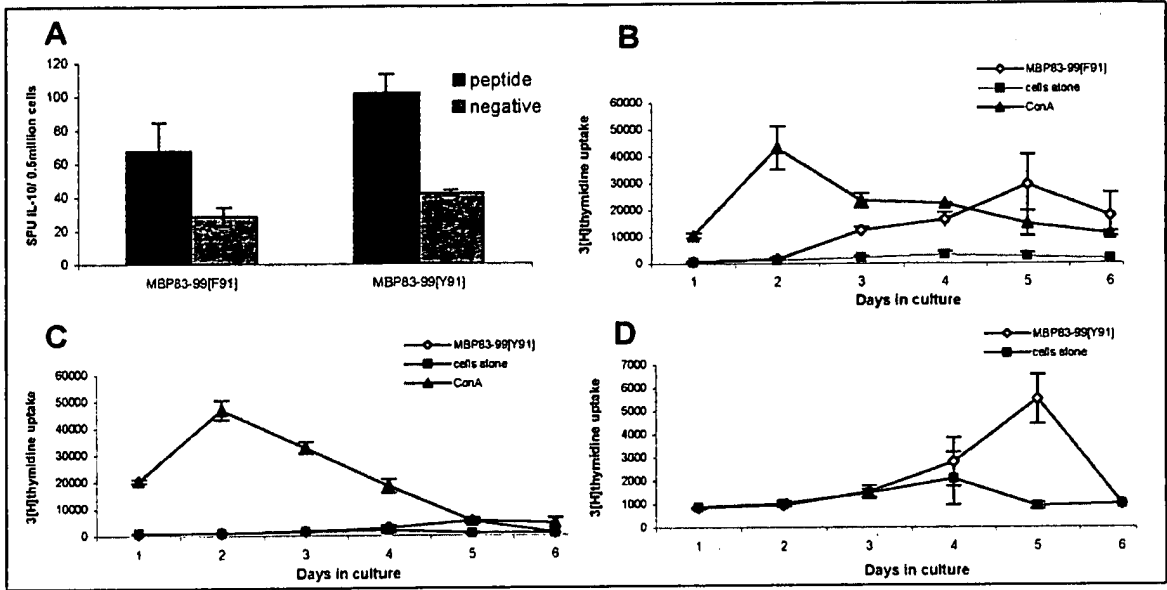 A
SPU IL-10/ 0.5million cells
120
100
80
60
40
20
0
peptide
negative
MBP83-99[F91]
MBP83-99[Y91]
B
MBP83-99[F91]
cells alone
ConA
3[H]thymidine uptake
60000
50000
40000
30000
20000
10000
0
1 2 3 4 5 6
Days in culture
C
MBP83-99[Y91]
cells alone
ConA
3[H]thymidine uptake
60000
50000
40000
30000
20000
10000
0
1 2 3 4 5 6
Days in culture
D
MBP83-99[Y91]
cells alone
3[H]thymidine uptake
7000
6000
5000
4000
3000
2000
1000
0
1 2 3 4 5 6
Days in culture